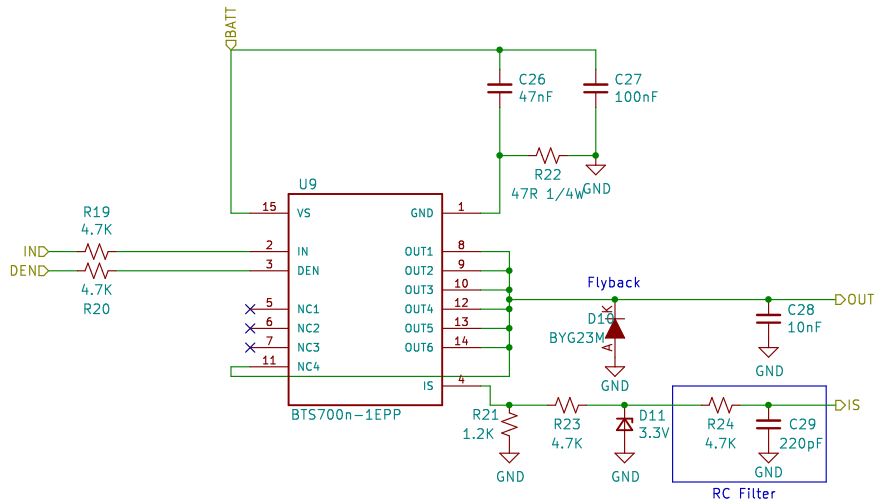 BATT
C26
47nF
C27
100nF
R22
47R 1/4W
GND
U9
15
VS
GND
1
R19
4.7K
IN
2
IN
OUT1
8
DEN
3
DEN
OUT2
9
4.7K
R20
OUT3
10
Flyback
5
NC1
OUT4
12
OUT
6
NC2
OUT5
13
7
NC3
OUT6
14
11
NC4
K
D10
BYG23M
A
GND
C28
10nF
GND
IS
4
BTS700n-1EPP
R21
1.2K
GND
R23
4.7K
D11
3.3V
GND
R24
4.7K
C29
220pF
GND
IS
RC Filter